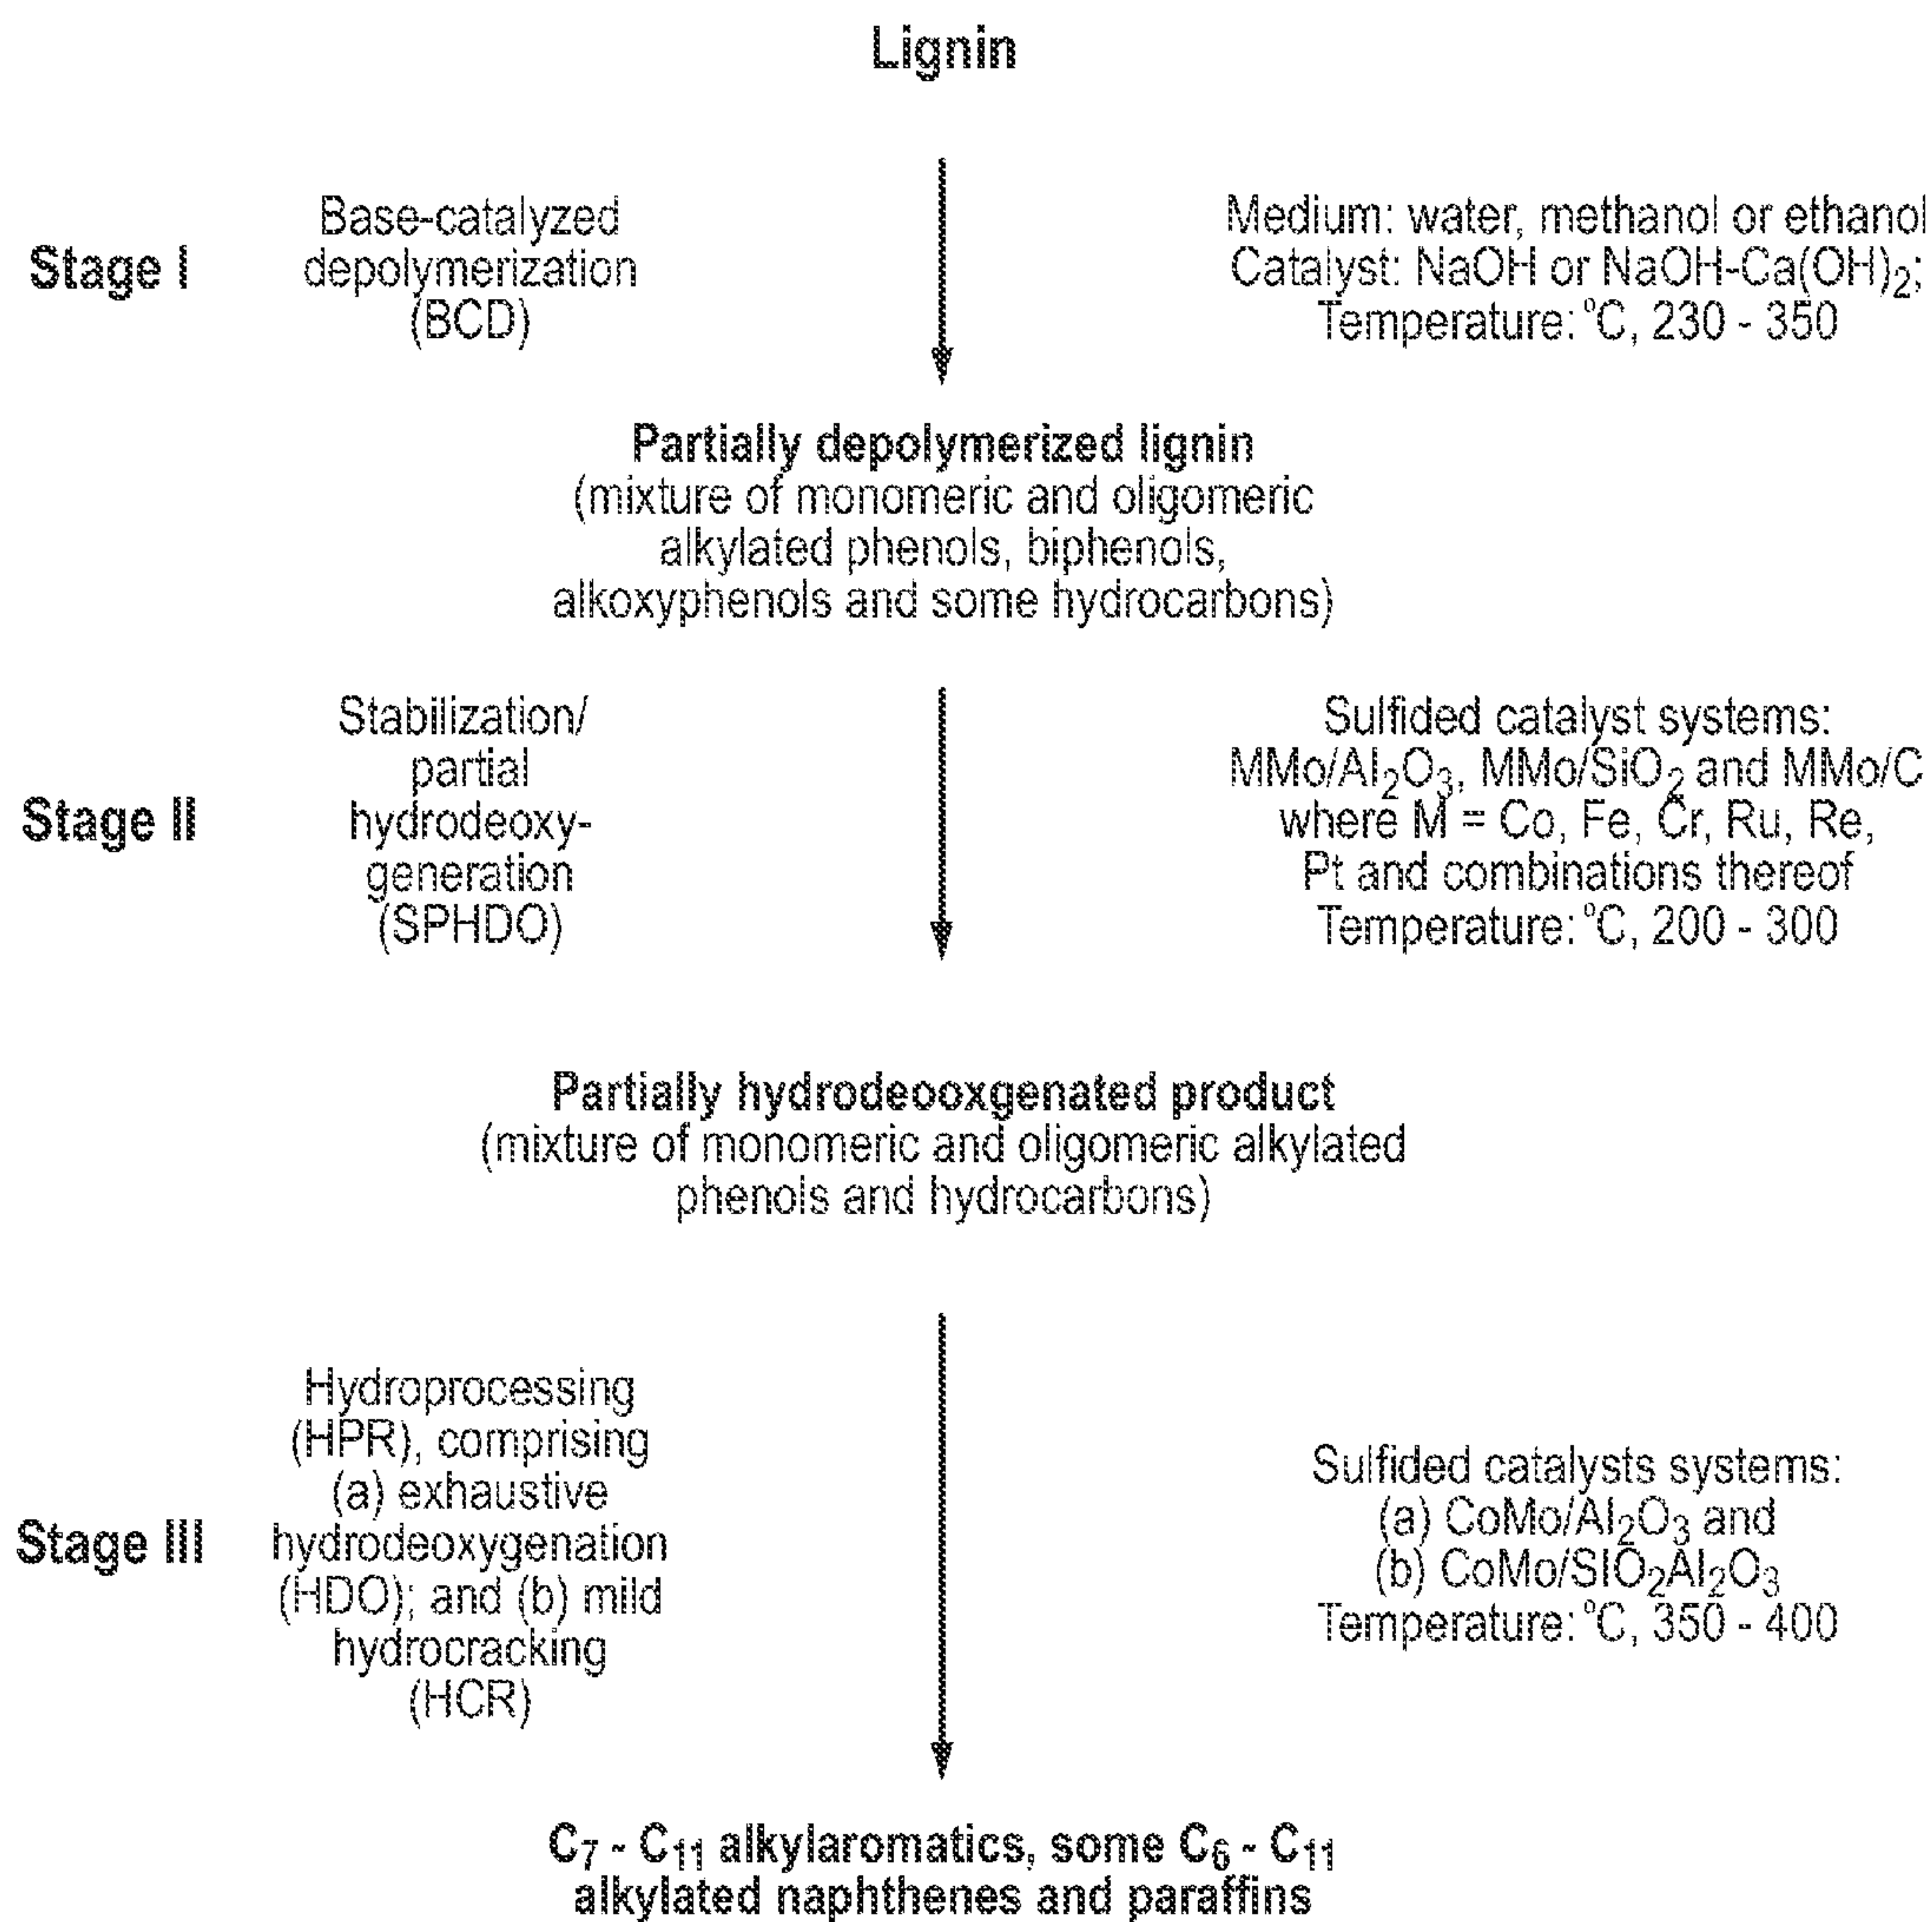 Lignin
Stage I
Base-catalyzed
depolymerization
(BCD)
Medium: water, methanol or ethanol
Catalyst: NaOH or NaOH-Ca(OH)₂;
Temperature: °C, 230 - 350
Partially depolymerized lignin
(mixture of monomeric and oligomeric
alkylated phenols, biphenols,
alkoxyphenols and some hydrocarbons)
Stage II
Stabilization/
partial
hydrodeoxy-
generation
(SPHDO)
Sulfided catalyst systems:
MMo/Al₂O₃, MMo/SiO₂ and MMo/C
where M = Co, Fe, Cr, Ru, Re,
Pt and combinations thereof
Temperature: °C, 200 - 300
Partially hydrodeooxgenated product
(mixture of monomeric and oligomeric alkylated
phenols and hydrocarbons)
Stage III
Hydroprocessing
(HPR), comprising
(a) exhaustive
hydrodeoxygenation
(HDO); and (b) mild
hydrocracking
(HCR)
Sulfided catalysts systems:
(a) CoMo/Al₂O₃ and
(b) CoMo/SIO₂Al₂O₃
Temperature: °C, 350 - 400
C₇ - C₁₁ alkylaromatics, some C₆ - C₁₁
alkylated naphthenes and paraffins